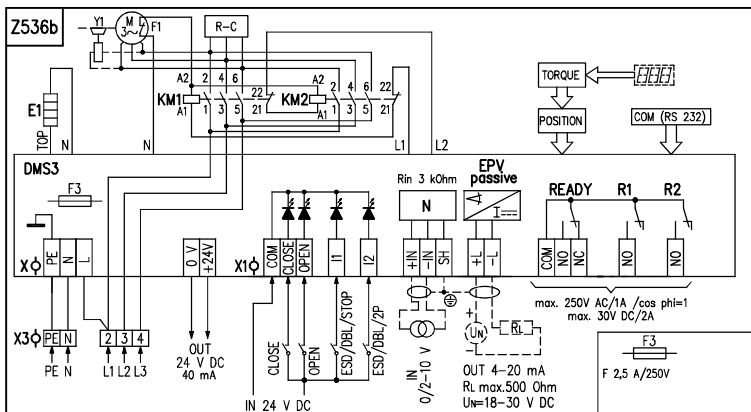 Z536b
Y1
M
3~
F1
R-C
E1
TOP
N
N
A2
2 4 6
KM1
A1
1 3 5
22
21
A2
2 4 6
KM2
A1
1 3 5
22
21
L1
L2
TORQUE
POSITION
COM (RS 232)
DMS3
F3
Rin 3 kOhm
N
EPV
passive
READY
R1
R2
X
PE
N
L
0 V
+24V
X1
COM
CLOSE
OPEN
I1
I2
+IN
-IN
SH
+L
-L
COM
NO
NC
NO
NO
max. 250V AC/1A /cos phi=1
max. 30V DC/2A
X3
PE N
2 3 4
PE N
L1 L2 L3
OUT
24 V DC
40 mA
CLOSE
OPEN
ESD/DBL/STOP
ESD/DBL/2P
IN 24 V DC
IN
0/2-10 V
+
UN
-
RL
OUT 4-20 mA
RL max.500 Ohm
UN=18-30 V DC
F3
F 2,5 A/250V